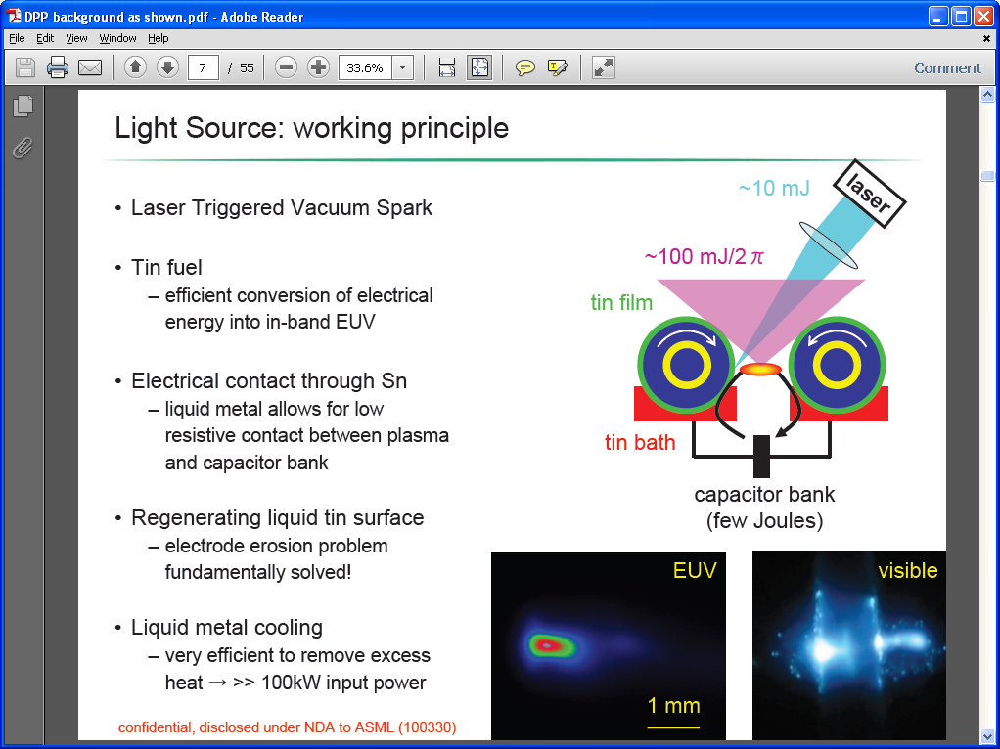 DPP background as shown.pdf - Adobe Reader
File Edit View Window Help
7 / 55 33.6% Comment
Light Source: working principle
• Laser Triggered Vacuum Spark
• Tin fuel
– efficient conversion of electrical
energy into in-band EUV
• Electrical contact through Sn
– liquid metal allows for low
resistive contact between plasma
and capacitor bank
• Regenerating liquid tin surface
– electrode erosion problem
fundamentally solved!
• Liquid metal cooling
– very efficient to remove excess
heat → >> 100kW input power
confidential, disclosed under NDA to ASML (100330)
~10 mJ
laser
~100 mJ/2 π
tin film
tin bath
capacitor bank
(few Joules)
EUV
1 mm
visible